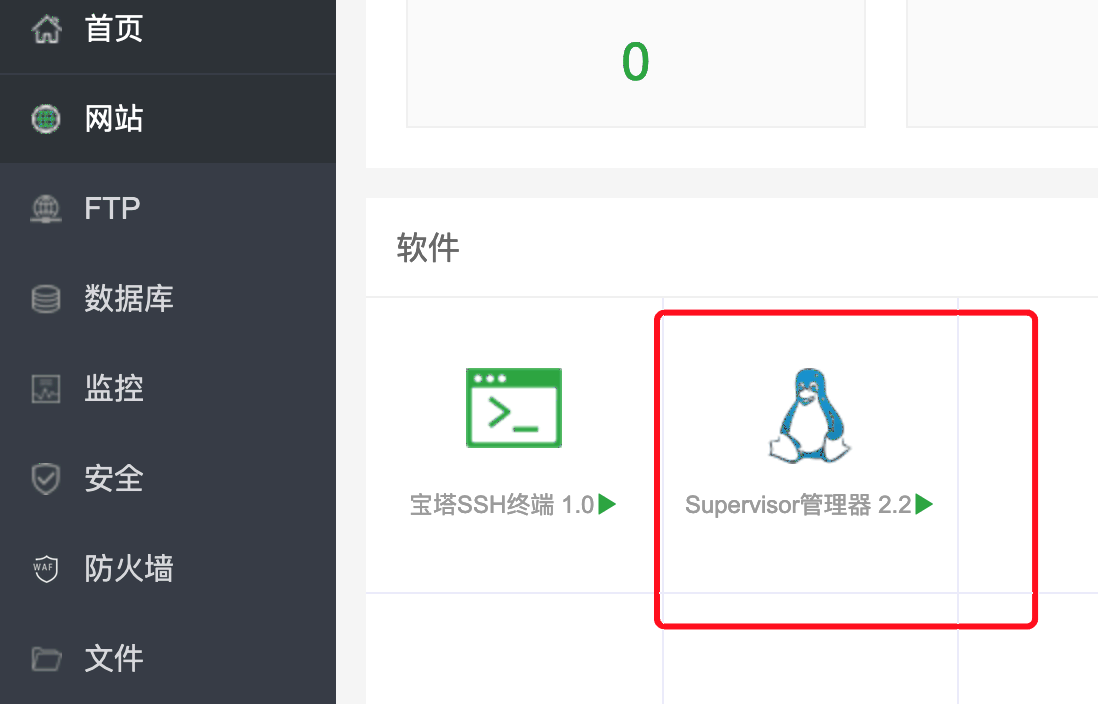 首页
网站
FTP
数据库
监控
安全
WAF
防火墙
文件
0
软件
宝塔SSH终端 1.0
Supervisor管理器 2.2